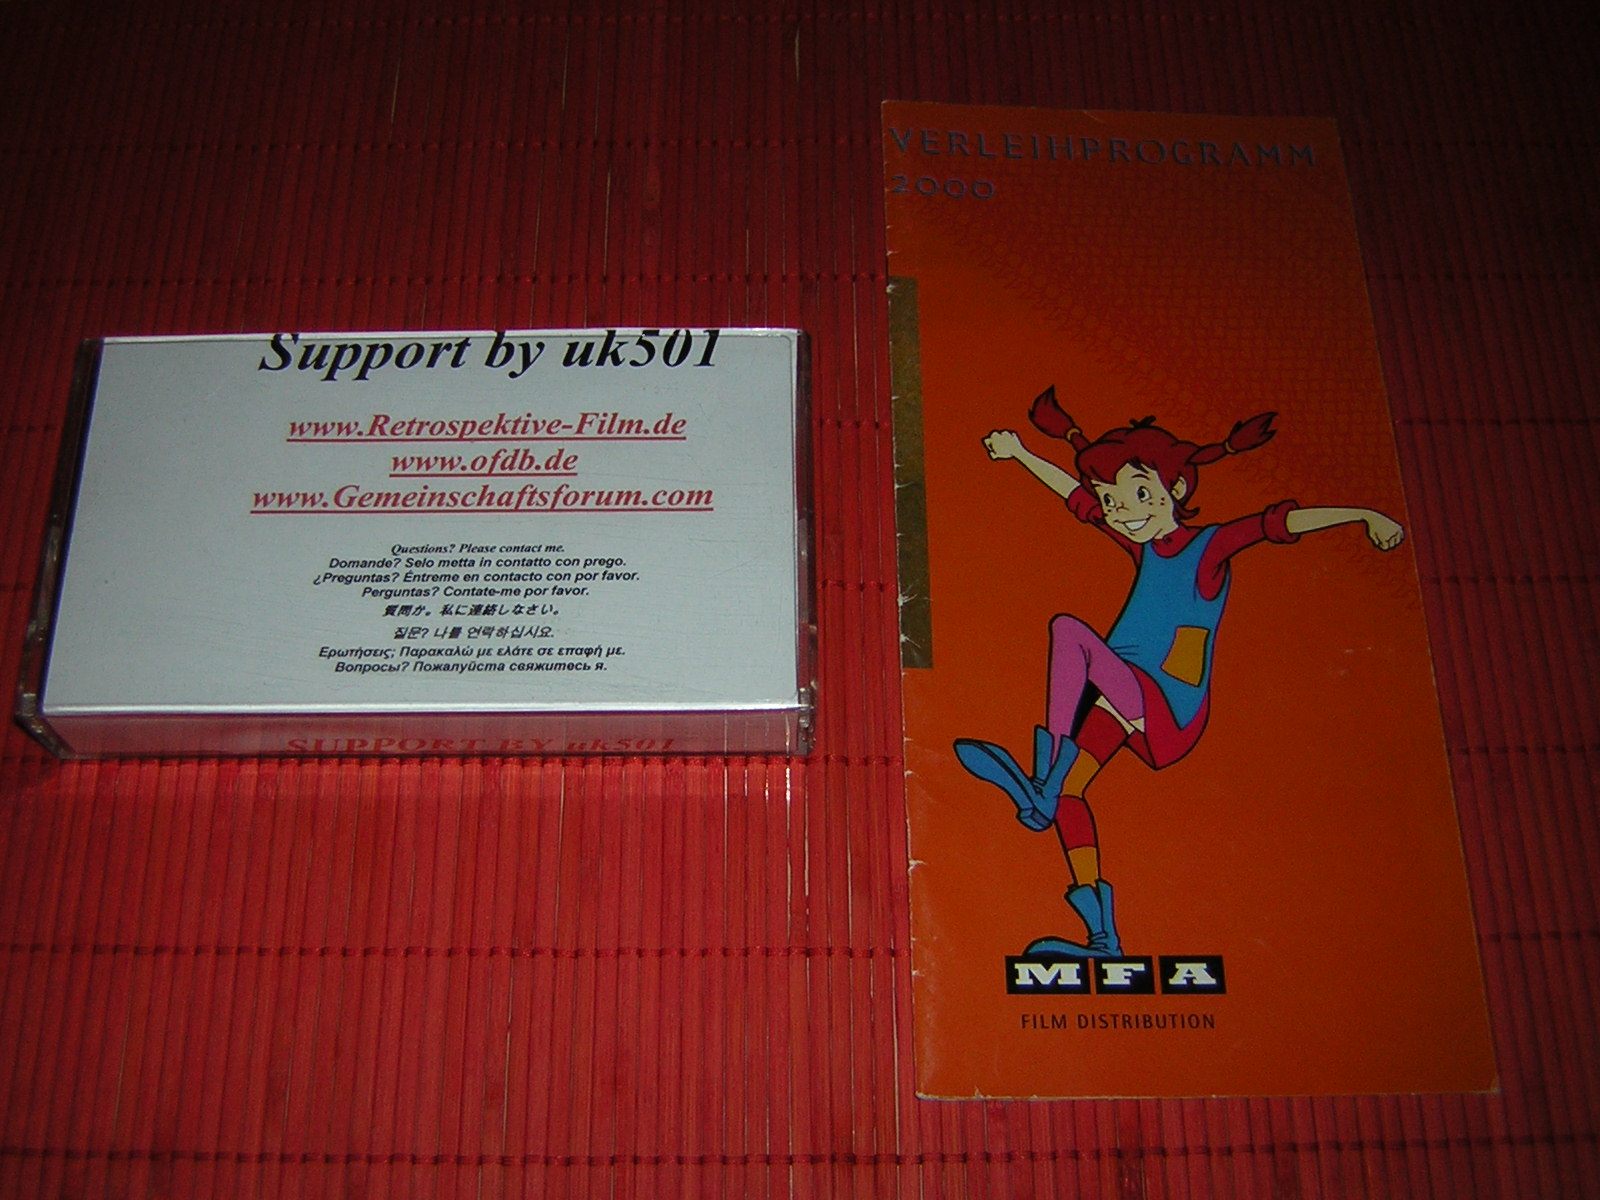 Support by uk501
www.Retrospektive-Film.de
www.ofdb.de
www.Gemeinschaftsforum.com
Questions? Please contact me.
Domande? Selo metta in contatto con prego.
¿Preguntas? Éntreme en contacto con por favor.
Perguntas? Contate-me por favor.
質問か。私に連絡しなさい。
질문? 나를 연락하십시요.
Ερωτήσεις; Παρακαλώ με ελάτε σε επαφή με.
Вопросы? Пожалуйста свяжитесь я.
SUPPORT BY uk501
VERLEIHPROGRAMM
2000
MFA
FILM DISTRIBUTION